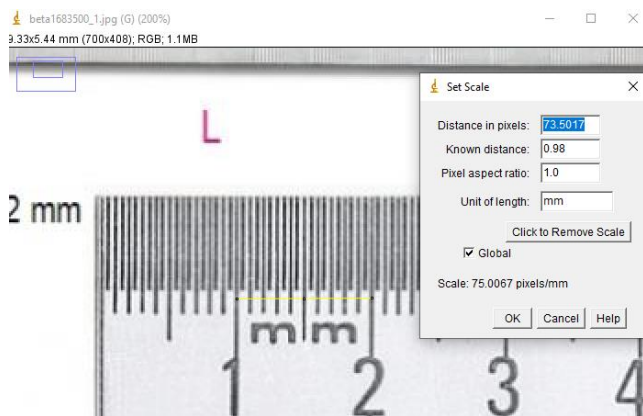 beta1683500_1.jpg (G) (200%)
9.33x5.44 mm (700x408); RGB; 1.1MB
L
2 mm
mm
1 2 3 4
Set Scale
Distance in pixels: 73.5017
Known distance: 0.98
Pixel aspect ratio: 1.0
Unit of length: mm
Click to Remove Scale
Global
Scale: 75.0067 pixels/mm
OK Cancel Help